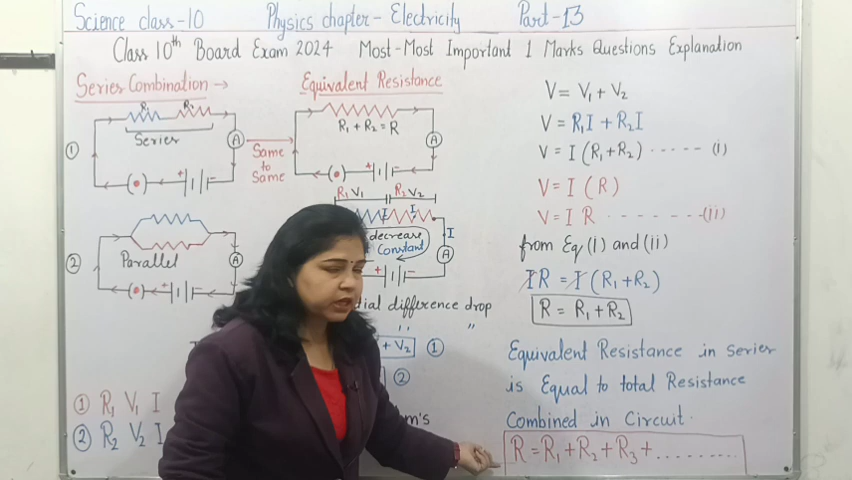 Science class-10 Physics chapter- Electricity Part-13
Class 10th Board Exam 2024 Most-Most Important 1 Marks Questions Explanation
Series Combination →
R1 R2
Series
A
①
+
Same
to
Same
②
Parallel
A
+
① R1 V1 I
② R2 V2 I
Equivalent Resistance
R1 + R2 = R
A
+
R1 V1 R2 V2
I I
decrease
Constant
I
A
+
difference drop
" "
+ V2 ①
②
V = V1 + V2
V = R1I + R2I
V = I (R1+R2) ----- (i)
V = I (R)
V = I R ------- (ii)
from Eq (i) and (ii)
IR = I (R1+R2)
R = R1+R2
Equivalent Resistance in Series
is Equal to total Resistance
Combined in Circuit.
R = R1+R2+R3+ .........